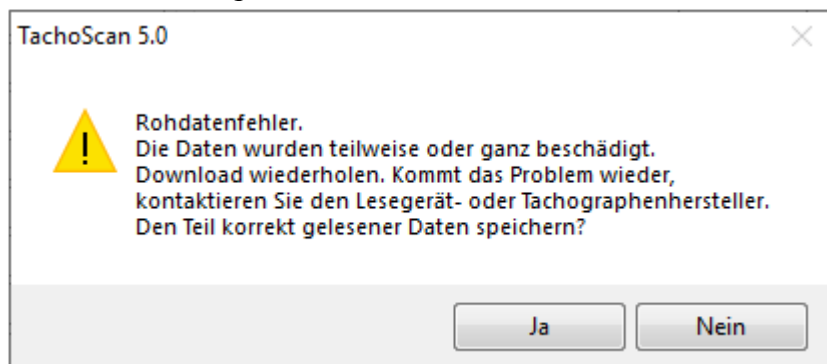 TachoScan 5.0
Rohdatenfehler.
Die Daten wurden teilweise oder ganz beschädigt.
Download wiederholen. Kommt das Problem wieder,
kontaktieren Sie den Lesegerät- oder Tachographenhersteller.
Den Teil korrekt gelesener Daten speichern?
Ja
Nein